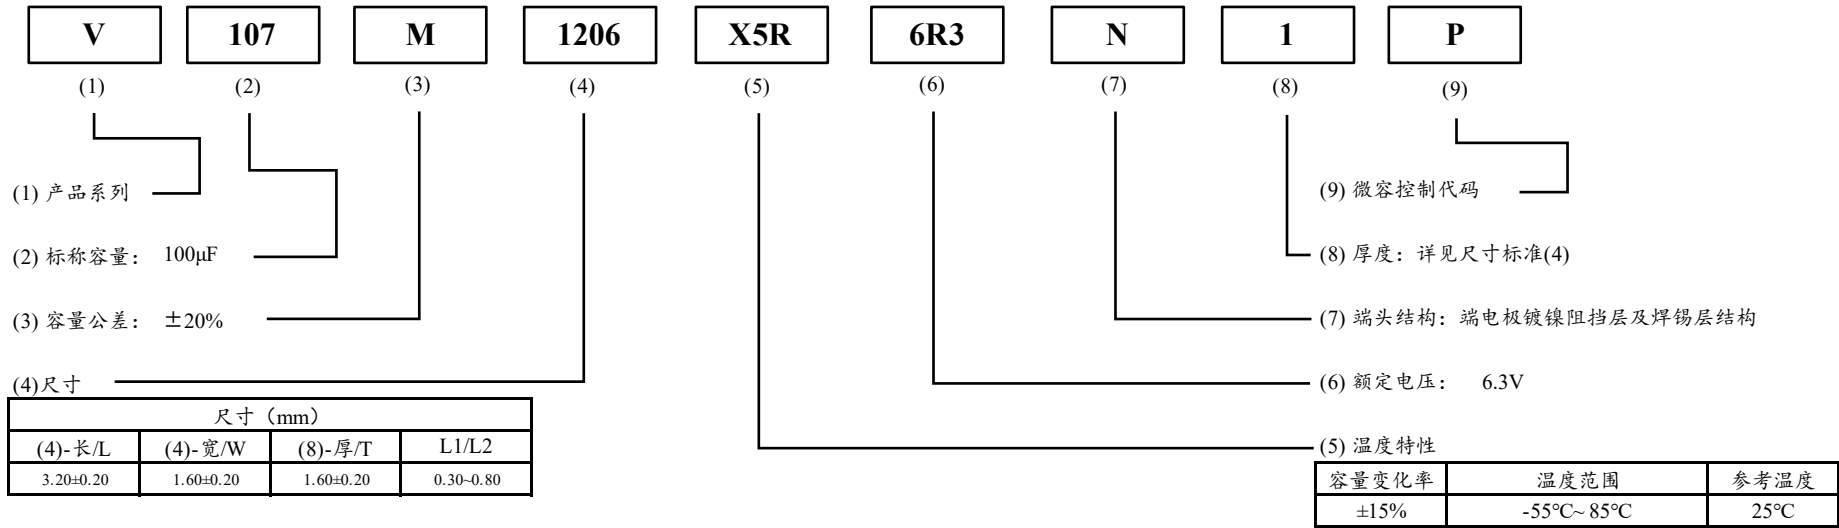 V 107 M 1206 X5R 6R3 N 1 P
(1) (2) (3) (4) (5) (6) (7) (8) (9)
(1) 产品系列
(9) 微容控制代码
(2) 标称容量： 100μF
(8) 厚度：详见尺寸标准(4)
(3) 容量公差： ±20%
(7) 端头结构：端电极镀镍阻挡层及焊锡层结构
(4)尺寸
(6) 额定电压： 6.3V
尺寸（mm）
(4)-长/L (4)-宽/W (8)-厚/T L1/L2
3.20±0.20 1.60±0.20 1.60±0.20 0.30~0.80
(5) 温度特性
容量变化率 温度范围 参考温度
±15% -55℃~ 85℃ 25℃